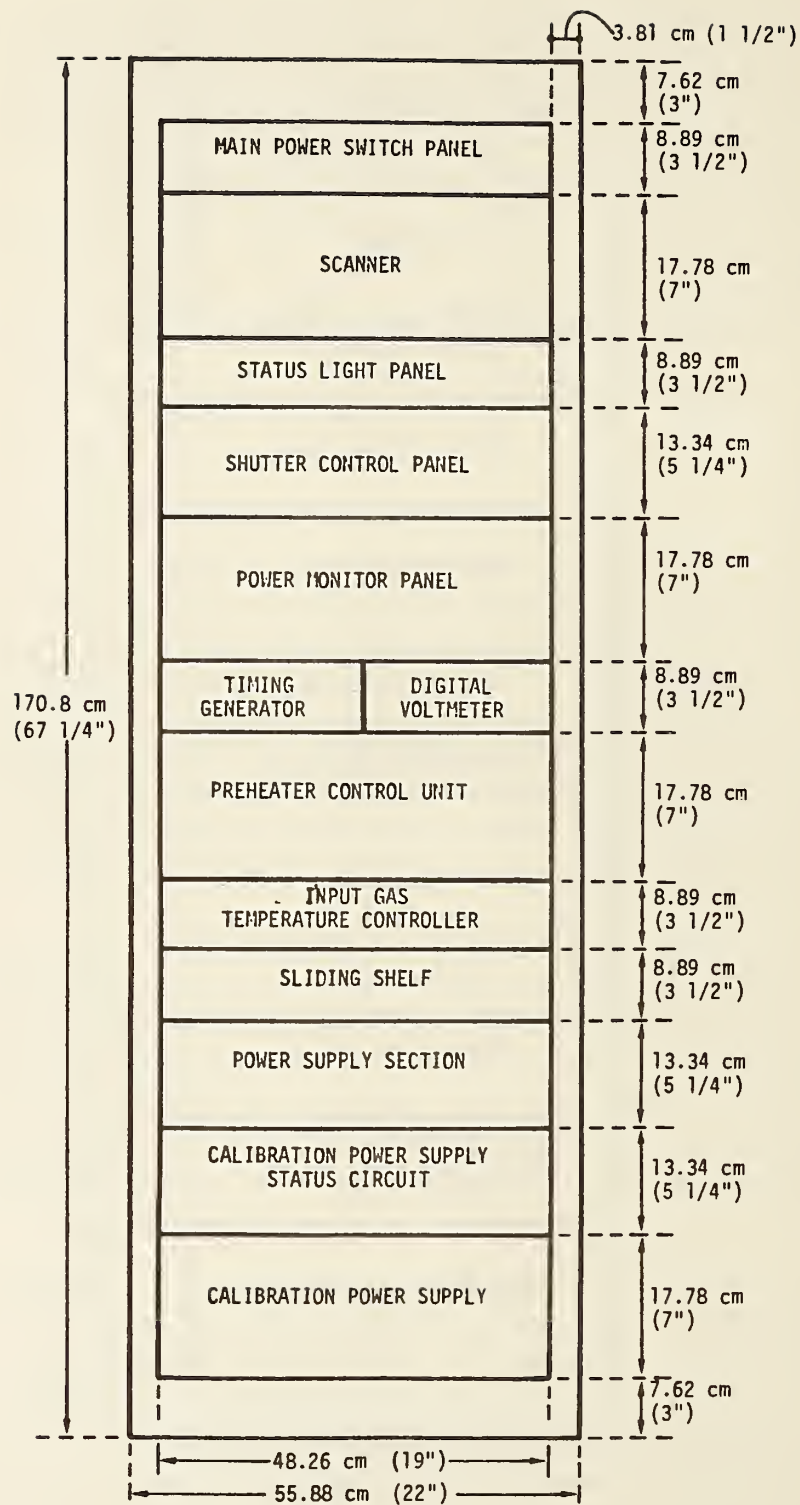 3.81 cm (1 1/2")
7.62 cm
(3")
MAIN POWER SWITCH PANEL
8.89 cm
(3 1/2")
SCANNER
17.78 cm
(7")
STATUS LIGHT PANEL
8.89 cm
(3 1/2")
SHUTTER CONTROL PANEL
13.34 cm
(5 1/4")
POWER MONITOR PANEL
17.78 cm
(7")
170.8 cm
(67 1/4")
TIMING
GENERATOR
DIGITAL
VOLTMETER
8.89 cm
(3 1/2")
PREHEATER CONTROL UNIT
17.78 cm
(7")
INPUT GAS
TEMPERATURE CONTROLLER
8.89 cm
(3 1/2")
SLIDING SHELF
8.89 cm
(3 1/2")
POWER SUPPLY SECTION
13.34 cm
(5 1/4")
CALIBRATION POWER SUPPLY
STATUS CIRCUIT
13.34 cm
(5 1/4")
CALIBRATION POWER SUPPLY
17.78 cm
(7")
7.62 cm
(3")
48.26 cm (19")
55.88 cm (22")